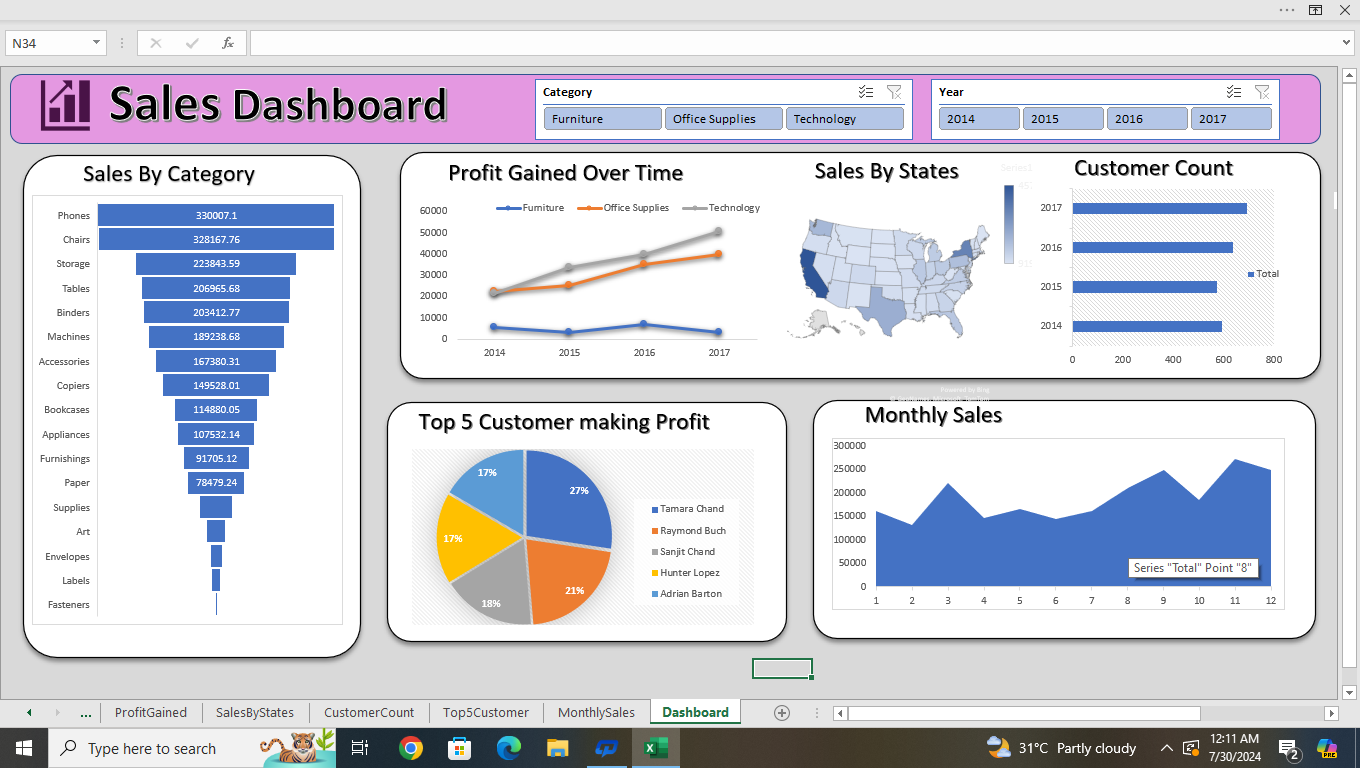 N34
fx
Sales Dashboard
Category
Furniture
Office Supplies
Technology
Year
2014
2015
2016
2017
Sales By Category
Phones 330007.1
Chairs 328167.76
Storage 223843.59
Tables 206965.68
Binders 203412.77
Machines 189238.68
Accessories 167380.31
Copiers 149528.01
Bookcases 114880.05
Appliances 107532.14
Furnishings 91705.12
Paper 78479.24
Supplies
Art
Envelopes
Labels
Fasteners
Profit Gained Over Time
Furniture Office Supplies Technology
60000
50000
40000
30000
20000
10000
0
2014 2015 2016 2017
Sales By States
Series1
Powered by Bing
Customer Count
2017
2016
2015
2014
Total
0 200 400 600 800
Top 5 Customer making Profit
17%
27%
17%
18%
21%
Tamara Chand
Raymond Buch
Sanjit Chand
Hunter Lopez
Adrian Barton
Monthly Sales
300000
250000
200000
150000
100000
50000
0
Series "Total" Point "8"
1 2 3 4 5 6 7 8 9 10 11 12
... ProfitGained SalesByStates CustomerCount Top5Customer MonthlySales Dashboard
Type here to search
31°C Partly cloudy
12:11 AM
7/30/2024
2
PRE